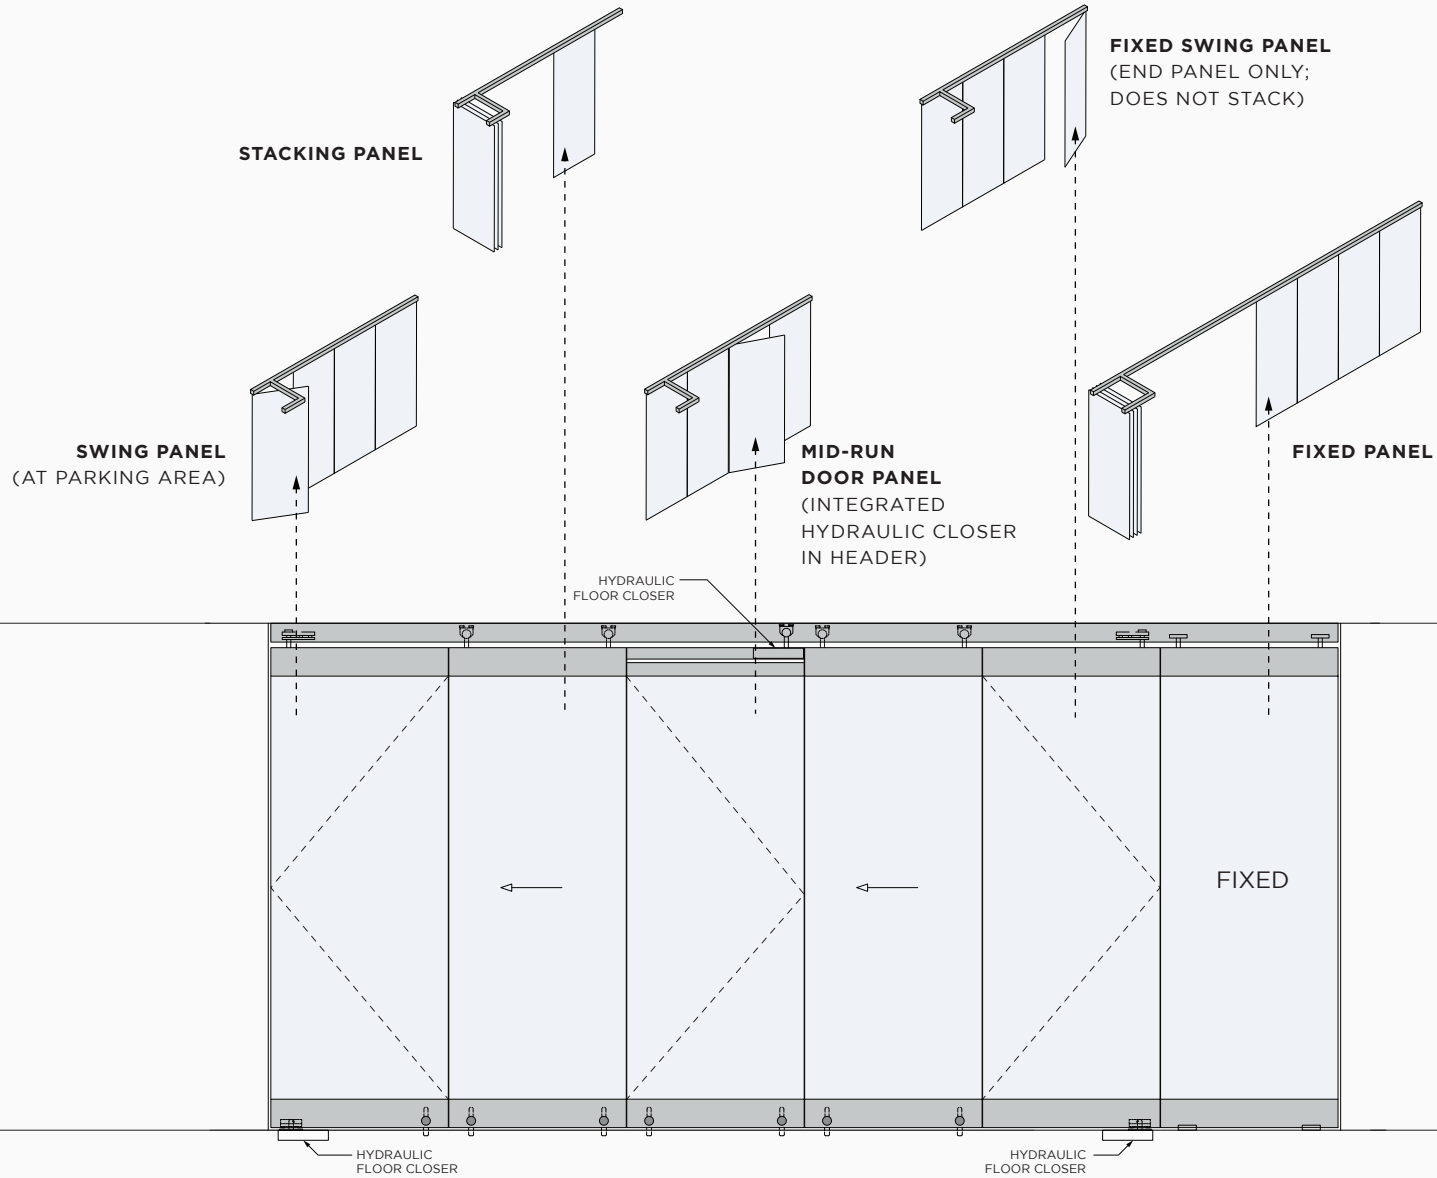 FIXED SWING PANEL
(END PANEL ONLY;
DOES NOT STACK)
STACKING PANEL
SWING PANEL
(AT PARKING AREA)
MID-RUN
DOOR PANEL
(INTEGRATED
HYDRAULIC CLOSER
IN HEADER)
FIXED PANEL
HYDRAULIC
FLOOR CLOSER
FIXED
HYDRAULIC
FLOOR CLOSER
HYDRAULIC
FLOOR CLOSER